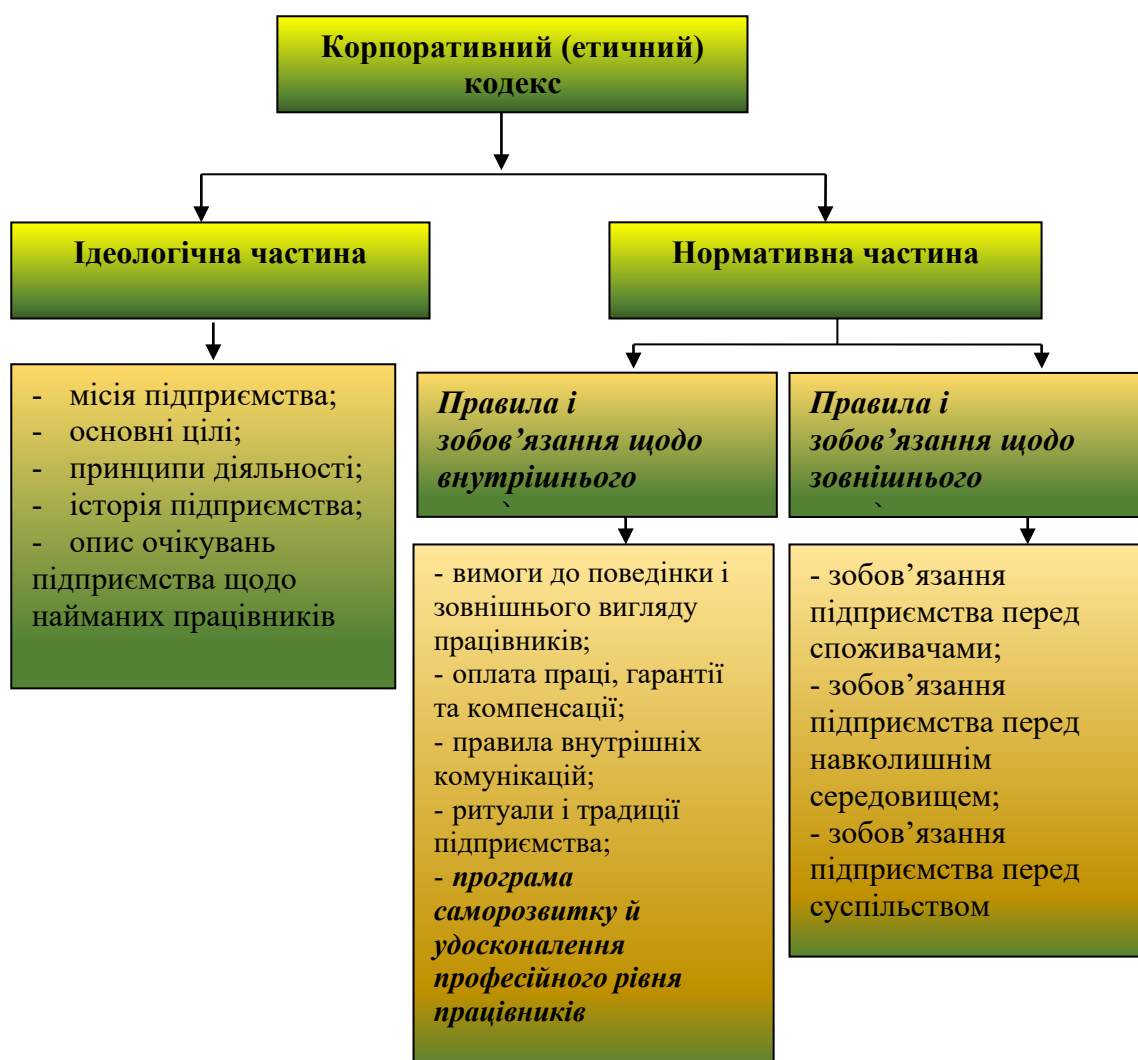 Корпоративний (етичний)
кодекс
Ідеологічна частина
Нормативна частина
- місія підприємства;
- основні цілі;
- принципи діяльності;
- історія підприємства;
- опис очікувань
підприємства щодо
найманих працівників
Правила і
зобов’язання щодо
внутрішнього
Правила і
зобов’язання щодо
зовнішнього
- вимоги до поведінки і
зовнішнього вигляду
працівників;
- оплата праці, гарантії
та компенсації;
- правила внутрішніх
комунікацій;
- ритуали і традиції
підприємства;
- програма
саморозвитку й
удосконалення
професійного рівня
працівників
- зобов’язання
підприємства перед
споживачами;
- зобов’язання
підприємства перед
навколишнім
середовищем;
- зобов’язання
підприємства перед
суспільством